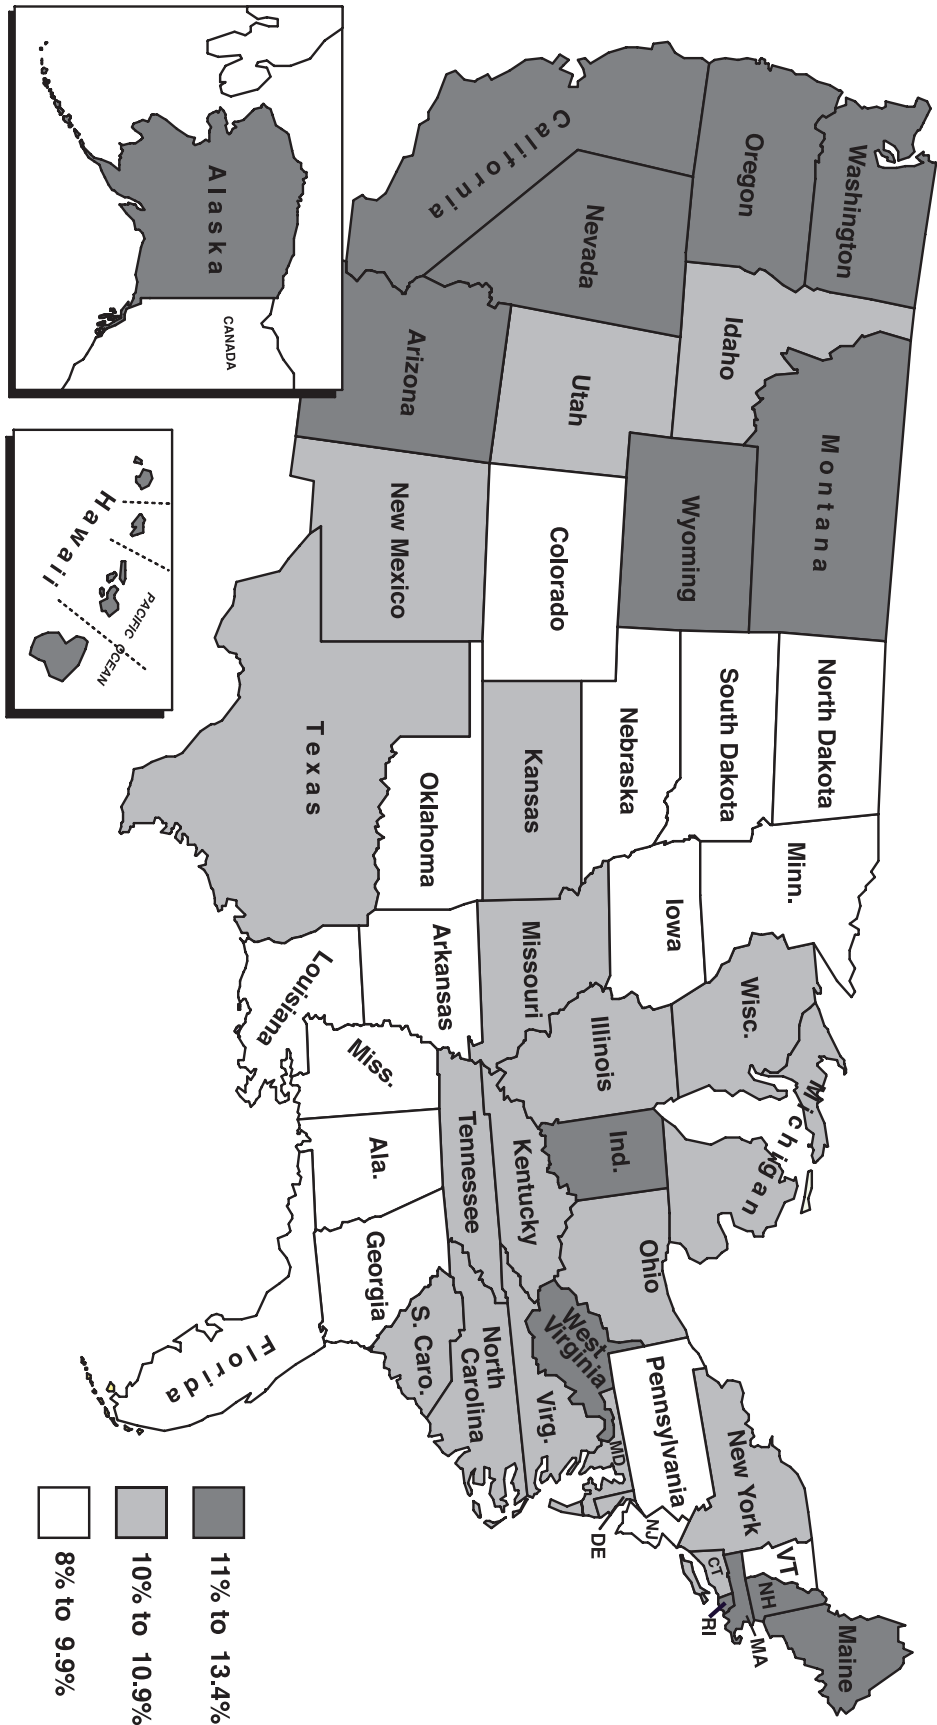 Washington
Oregon
California
Nevada
Idaho
Montana
Wyoming
Utah
Arizona
Colorado
New Mexico
North Dakota
South Dakota
Nebraska
Kansas
Oklahoma
Texas
Minn.
Iowa
Missouri
Arkansas
Louisiana
Wisc.
Illinois
Michigan
Ind.
Ohio
Kentucky
Tennessee
Miss.
Ala.
Georgia
Florida
S. Caro.
North
Carolina
Virg.
West
Virginia
MD
DE
Pennsylvania
NJ
New York
CT
RI
MA
VT
NH
Maine
Alaska
CANADA
Hawaii
PACIFIC
OCEAN
11% to 13.4%
10% to 10.9%
8% to 9.9%